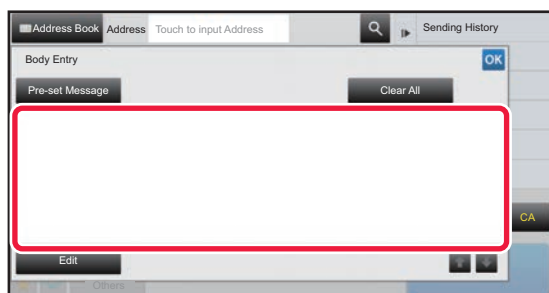 Address Book Address Touch to input Address Sending History
Body Entry OK
Pre-set Message Clear All
CA
Edit
Others